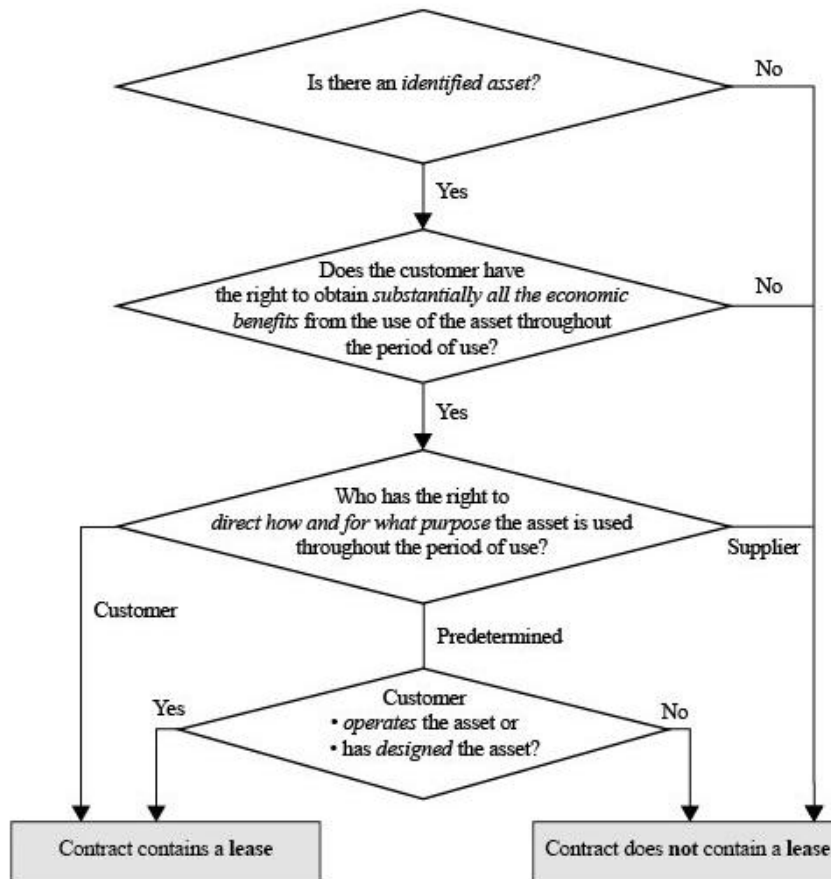 Is there an identified asset?
No
Yes
Does the customer have
the right to obtain substantially all the economic
benefits from the use of the asset throughout
the period of use?
No
Yes
Who has the right to
direct how and for what purpose the asset is used
throughout the period of use?
Supplier
Customer
Predetermined
Yes
Customer
• operates the asset or
• has designed the asset?
No
Contract contains a lease
Contract does not contain a lease